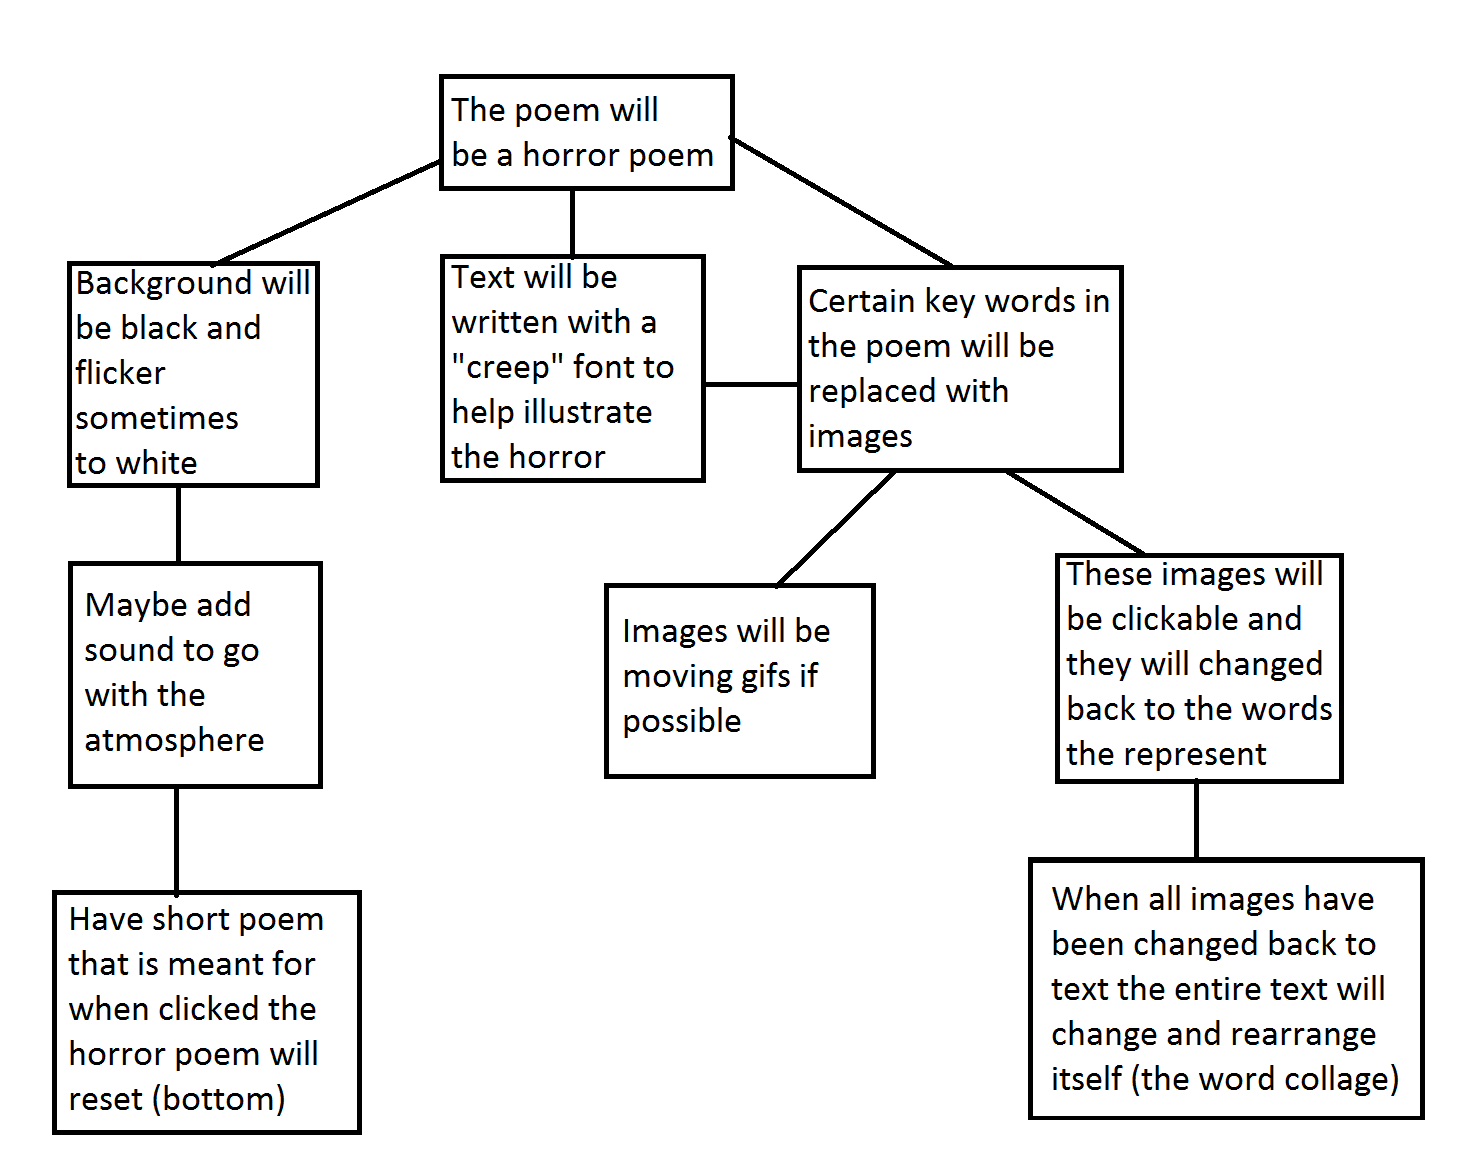 The poem will
be a horror poem
Background will
be black and
flicker
sometimes
to white
Text will be
written with a
"creep" font to
help illustrate
the horror
Certain key words in
the poem will be
replaced with
images
Maybe add
sound to go
with the
atmosphere
Images will be
moving gifs if
possible
These images will
be clickable and
they will changed
back to the words
the represent
Have short poem
that is meant for
when clicked the
horror poem will
reset (bottom)
When all images have
been changed back to
text the entire text will
change and rearrange
itself (the word collage)